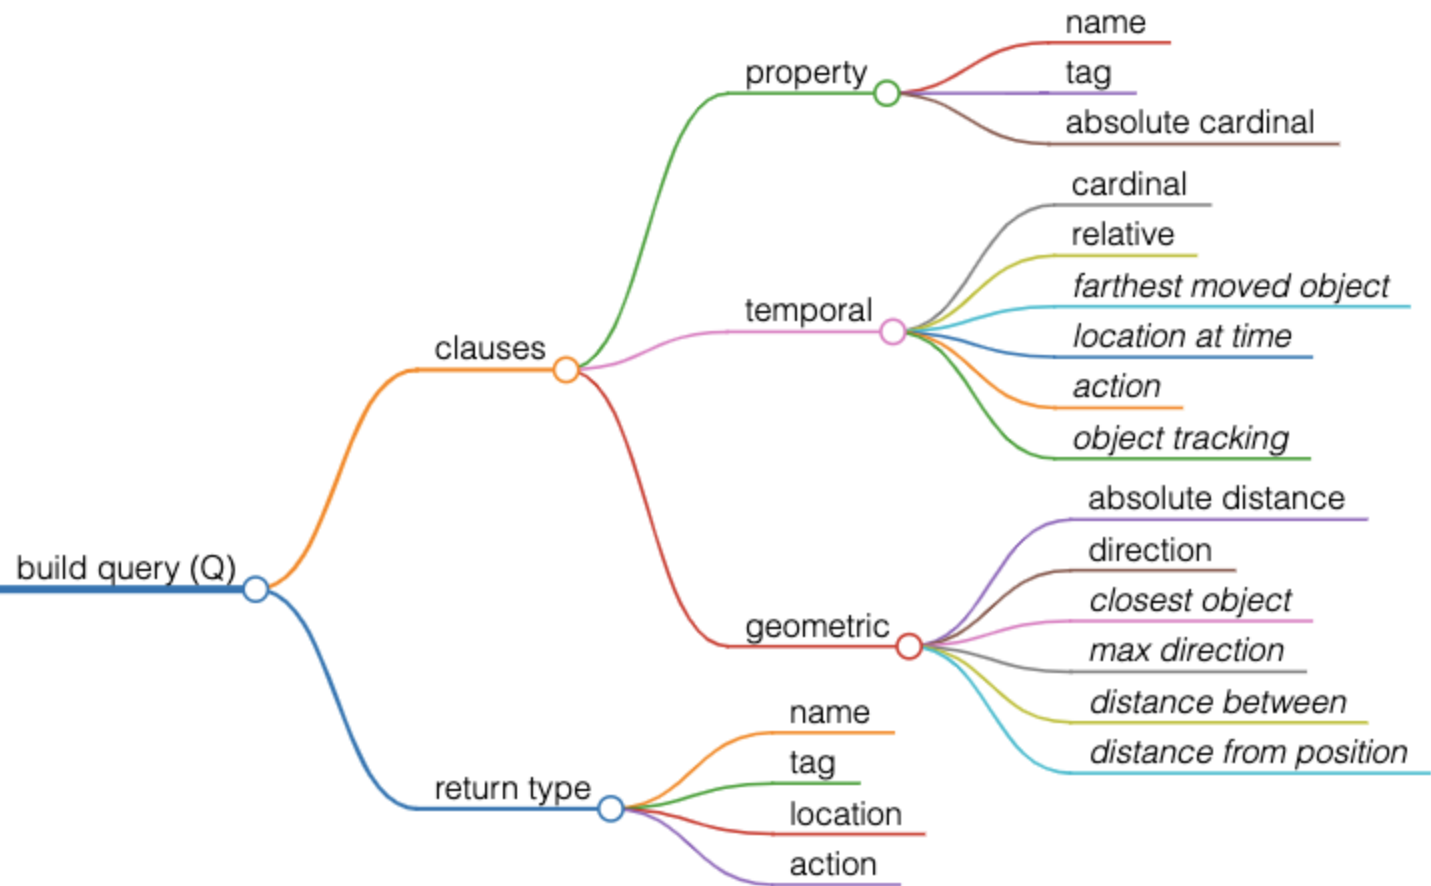 build query (Q)
clauses
property
name
tag
absolute cardinal
temporal
cardinal
relative
farthest moved object
location at time
action
object tracking
geometric
absolute distance
direction
closest object
max direction
distance between
distance from position
return type
name
tag
location
action